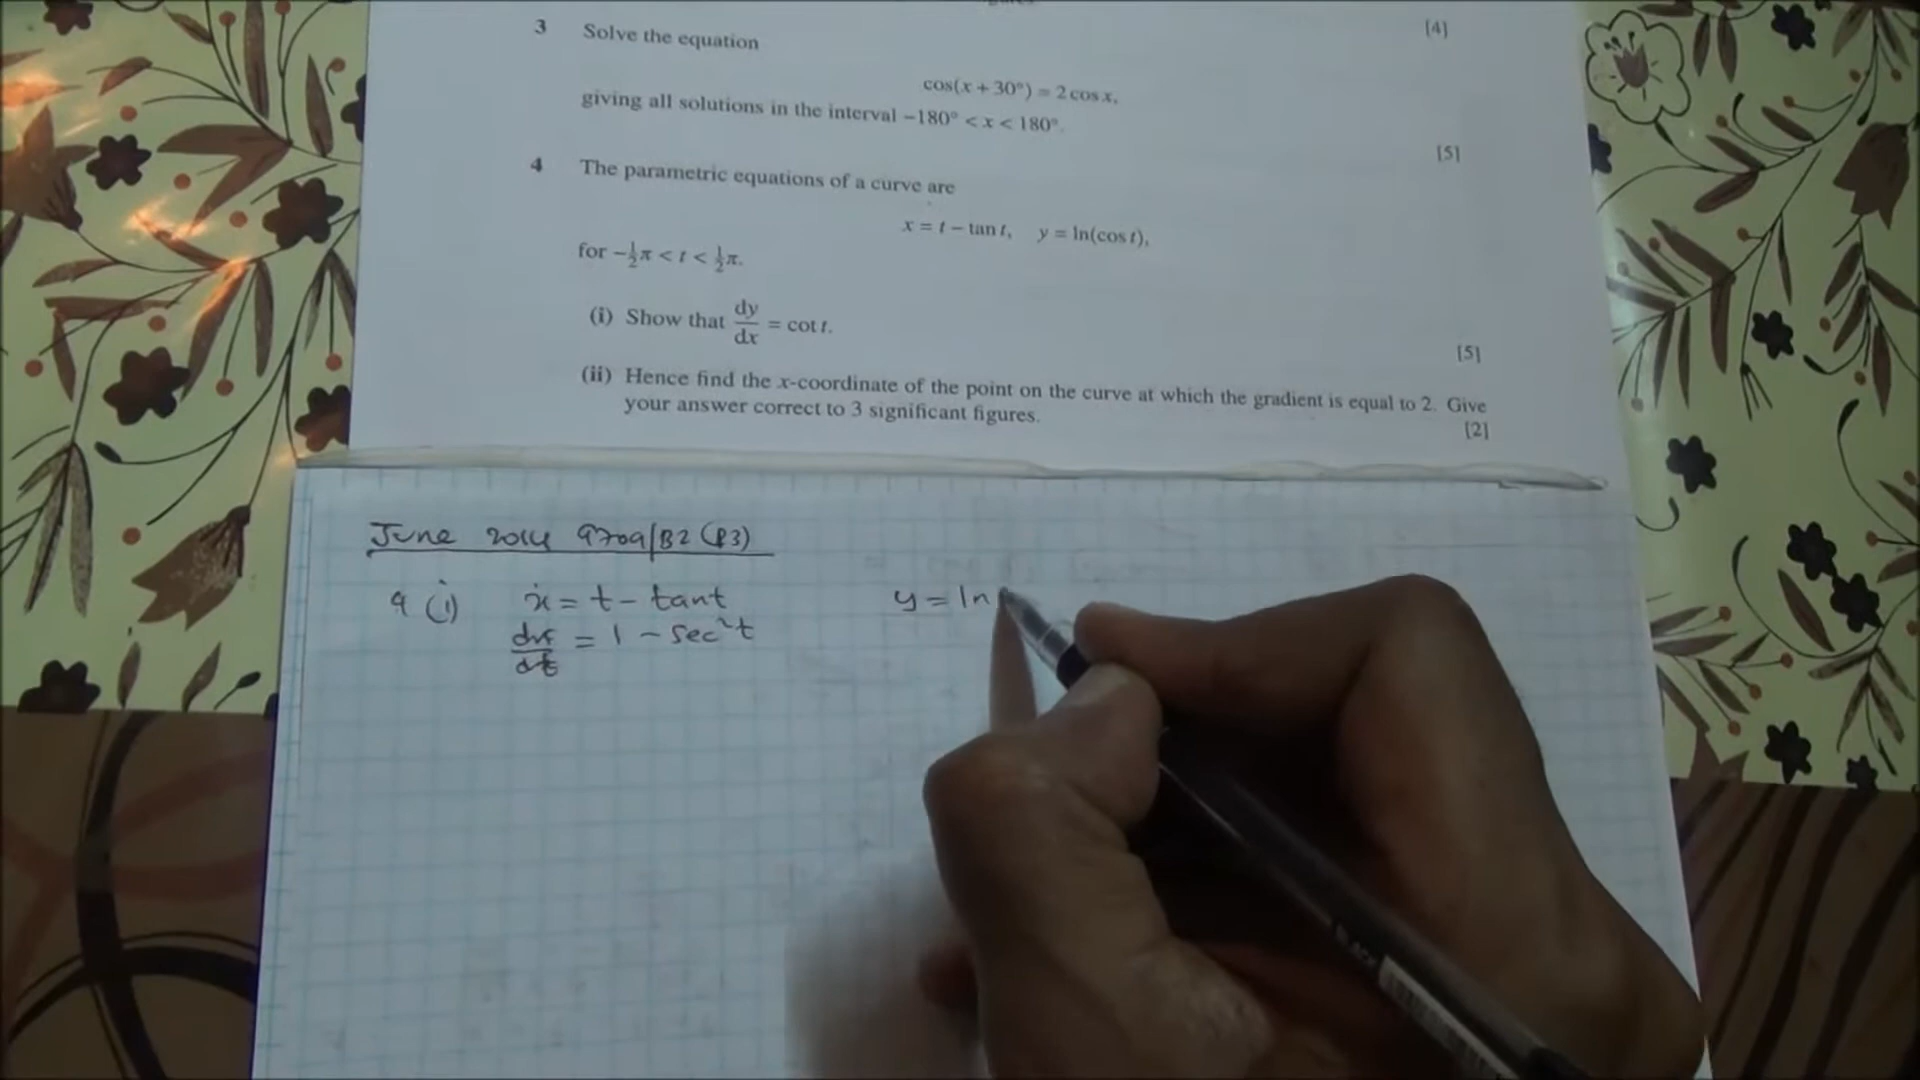 3 Solve the equation [4]
cos(x + 30°) = 2 cos x,
giving all solutions in the interval −180° < x < 180°.
[5]
4 The parametric equations of a curve are
x = t − tan t, y = ln(cos t),
for −½π < t < ½π.
(i) Show that dy/dx = cot t.
[5]
(ii) Hence find the x-coordinate of the point on the curve at which the gradient is equal to 2. Give
your answer correct to 3 significant figures.
[2]
June 2014 9709/32 (P3)
4 (i) x = t − tant y = ln
dx/dt = 1 − sec²t
BLACK